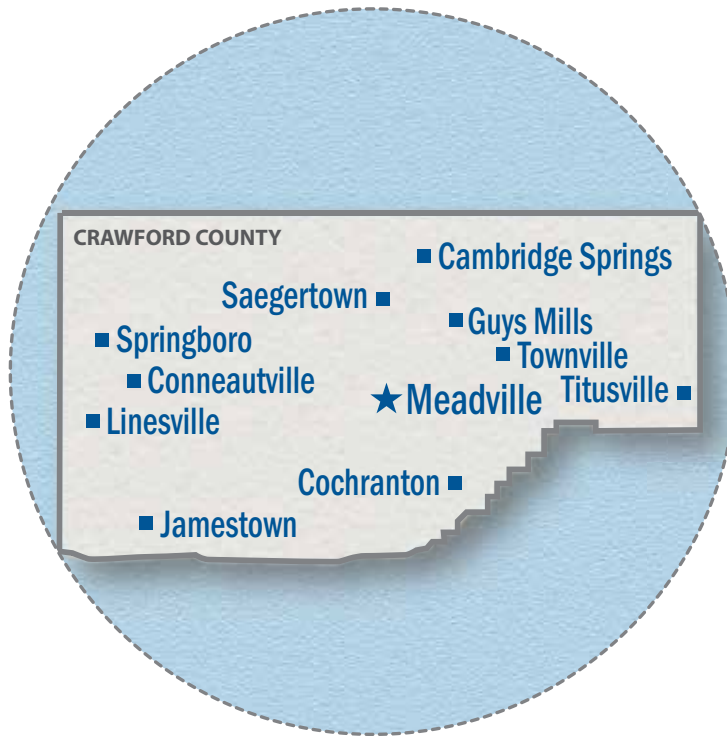 CRAWFORD COUNTY
Cambridge Springs
Saegertown
Guys Mills
Springboro
Townville
Conneautville
Titusville
Meadville
Linesville
Cochranton
Jamestown